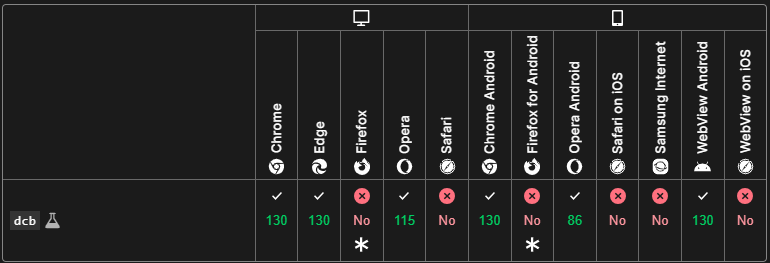 Chrome
Edge
Firefox
Opera
Safari
Chrome Android
Firefox for Android
Opera Android
Safari on iOS
Samsung Internet
WebView Android
WebView on iOS
dcb 130 130 No 115 No 130 No 86 No No 130 No